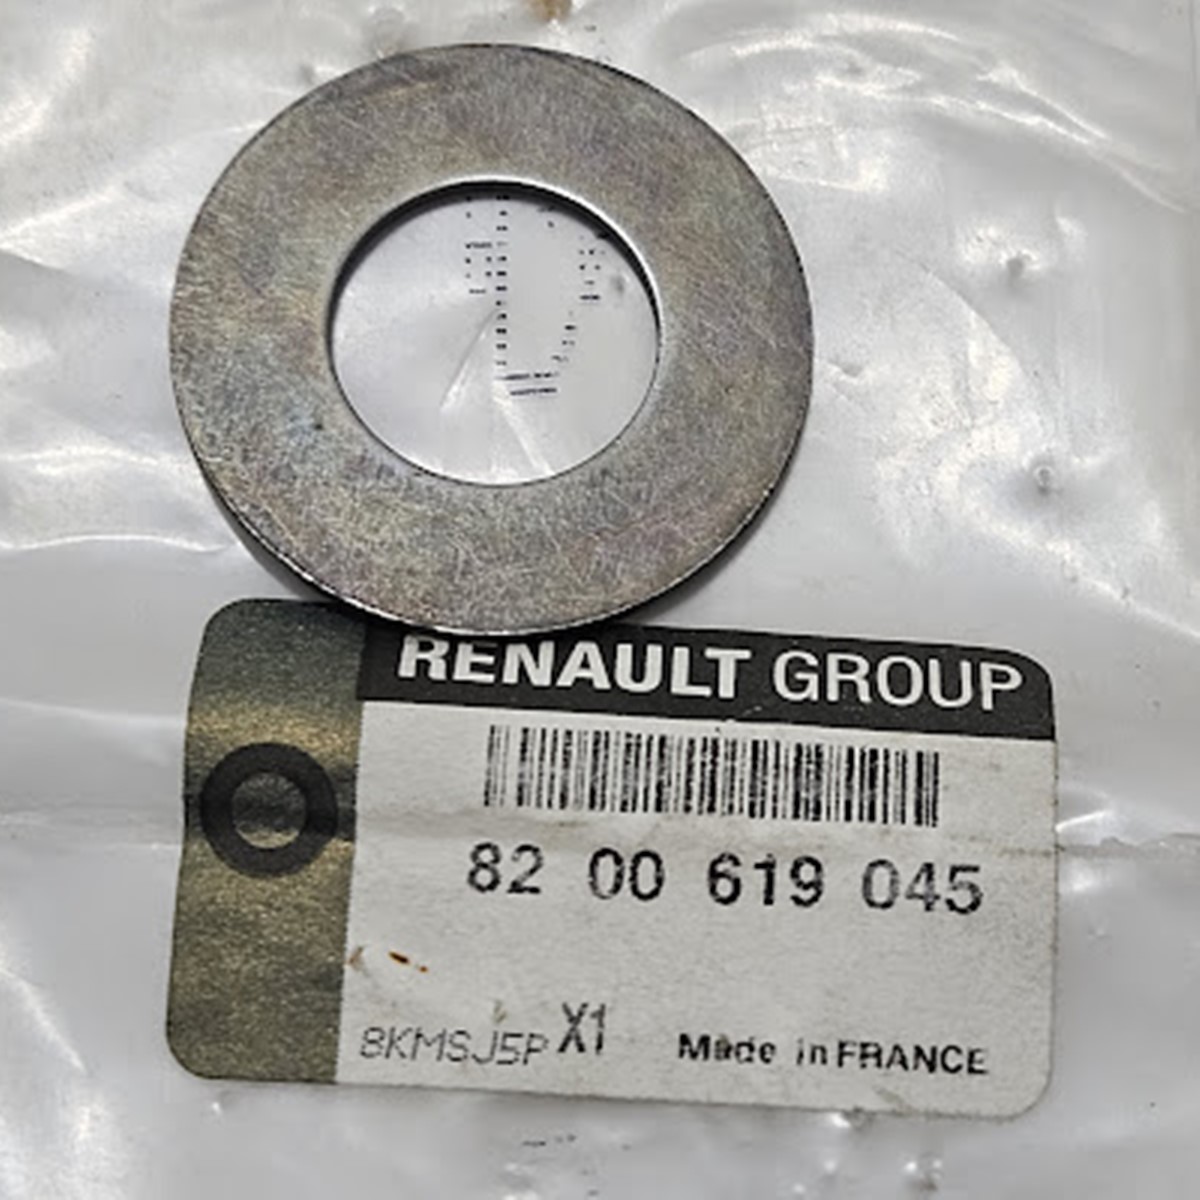 RENAULT GROUP
82 00 619 045
8KMSJ5P X1 Made in FRANCE